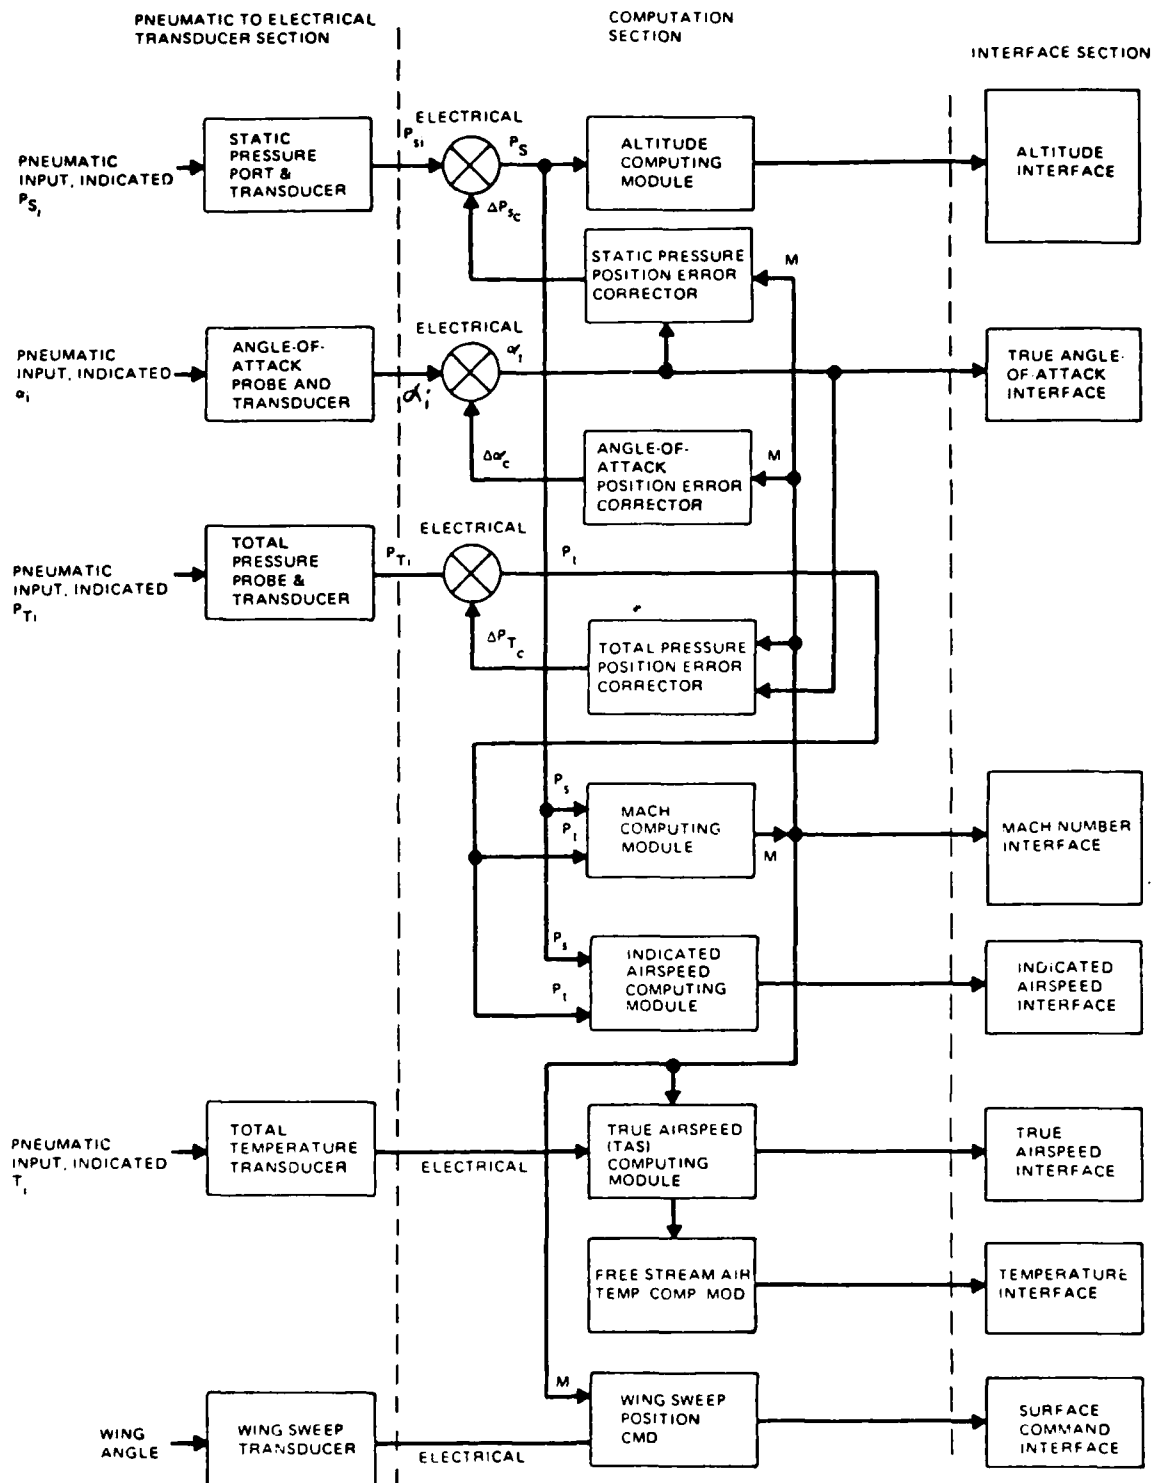 PNEUMATIC TO ELECTRICAL
TRANSDUCER SECTION
COMPUTATION
SECTION
INTERFACE SECTION
PNEUMATIC
INPUT, INDICATED
PSi
STATIC
PRESSURE
PORT &
TRANSDUCER
Psi
ELECTRICAL
PS
ΔPsc
ALTITUDE
COMPUTING
MODULE
ALTITUDE
INTERFACE
STATIC PRESSURE
POSITION ERROR
CORRECTOR
M
PNEUMATIC
INPUT, INDICATED
αi
ANGLE-OF-
ATTACK
PROBE AND
TRANSDUCER
αi
ELECTRICAL
αt
Δαc
TRUE ANGLE-
OF-ATTACK
INTERFACE
ANGLE-OF-
ATTACK
POSITION ERROR
CORRECTOR
M
PNEUMATIC
INPUT, INDICATED
PTi
TOTAL
PRESSURE
PROBE &
TRANSDUCER
PTi
ELECTRICAL
Pt
ΔPTc
TOTAL PRESSURE
POSITION ERROR
CORRECTOR
Ps
Pt
MACH
COMPUTING
MODULE
M
MACH NUMBER
INTERFACE
Ps
Pt
INDICATED
AIRSPEED
COMPUTING
MODULE
INDICATED
AIRSPEED
INTERFACE
PNEUMATIC
INPUT, INDICATED
Ti
TOTAL
TEMPERATURE
TRANSDUCER
ELECTRICAL
TRUE AIRSPEED
(TAS)
COMPUTING
MODULE
TRUE
AIRSPEED
INTERFACE
FREE STREAM AIR
TEMP COMP MOD
TEMPERATURE
INTERFACE
WING
ANGLE
WING SWEEP
TRANSDUCER
ELECTRICAL
M
WING SWEEP
POSITION
CMD
SURFACE
COMMAND
INTERFACE